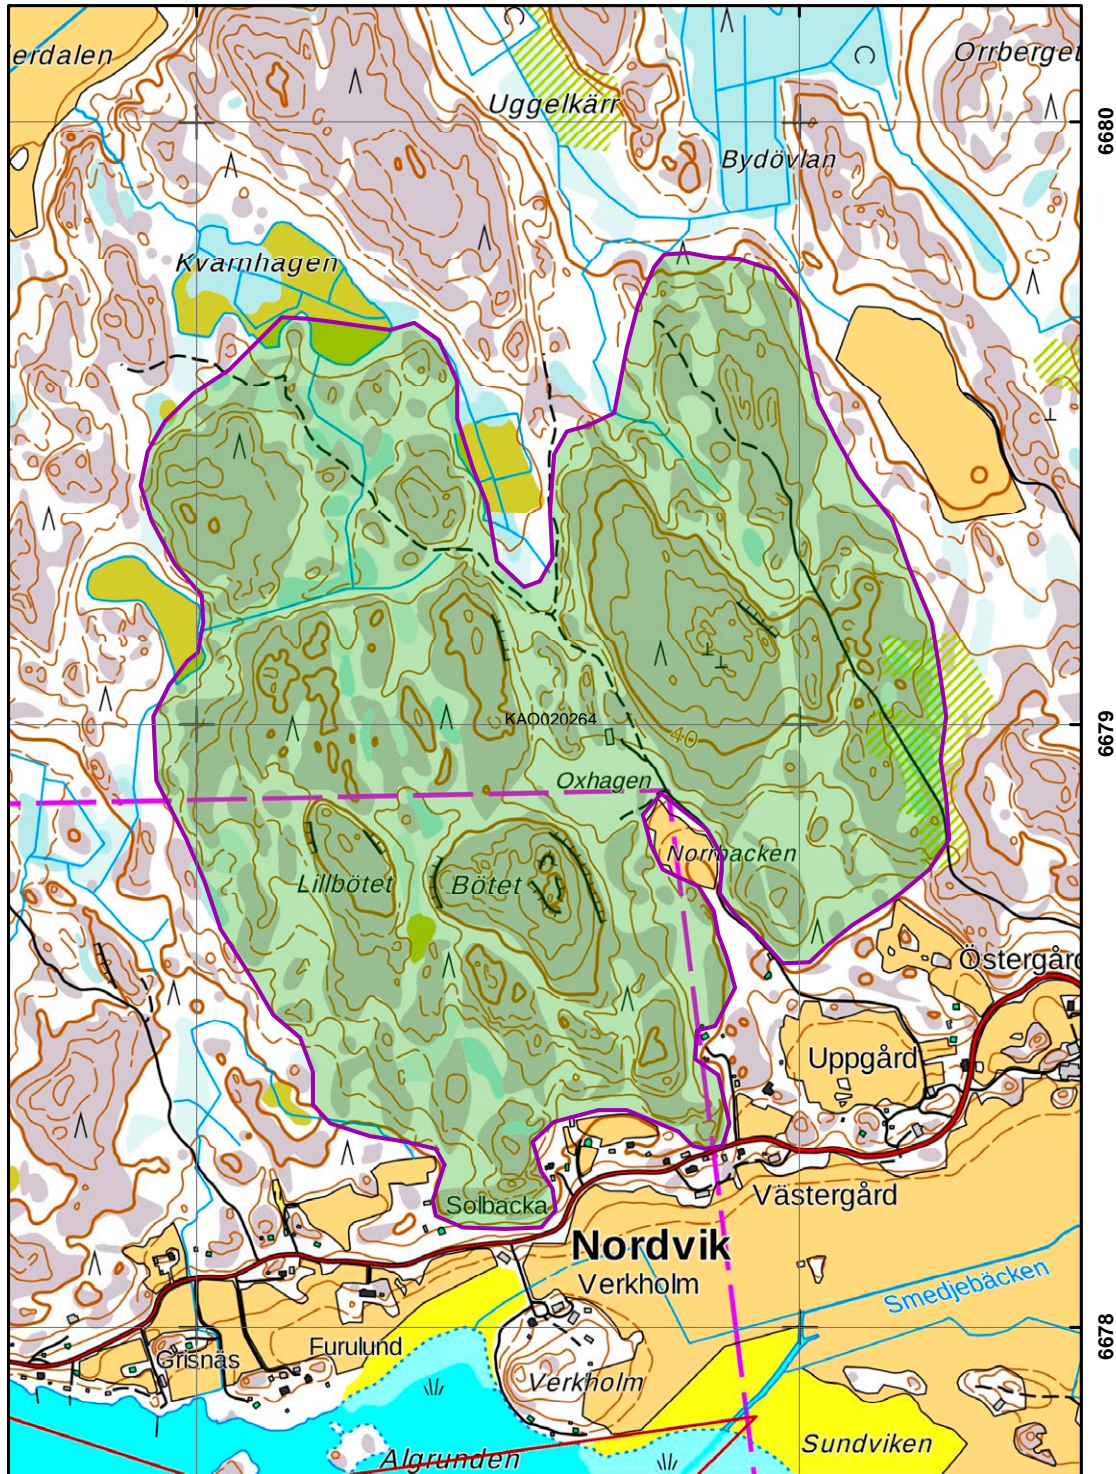 Orrberget
Uggelkärr
6680
Bydövlan
Kvarnhagen
KAO020264
6679
40
Oxhagen
Norrbacken
Lillbötet
Bötet
Östergård
Uppgård
Västergård
Solbacka
Nordvik
Verkholm
Smedjebäcken
6678
Furulund
Grisnäs
Verkholm
Sundviken
Algrunden